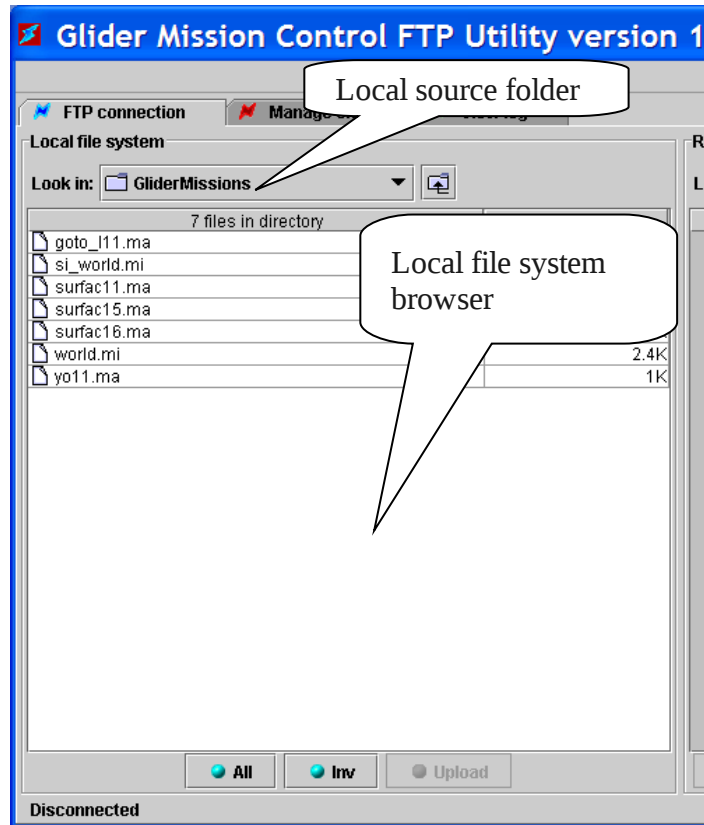 Glider Mission Control FTP Utility version 1
Local source folder
FTP connection
Local file system
R
Look in: GliderMissions
L
7 files in directory
goto_l11.ma
si_world.mi
surfac11.ma
surfac15.ma
surfac16.ma
world.mi 2.4K
yo11.ma 1K
Local file system
browser
All Inv Upload
Disconnected